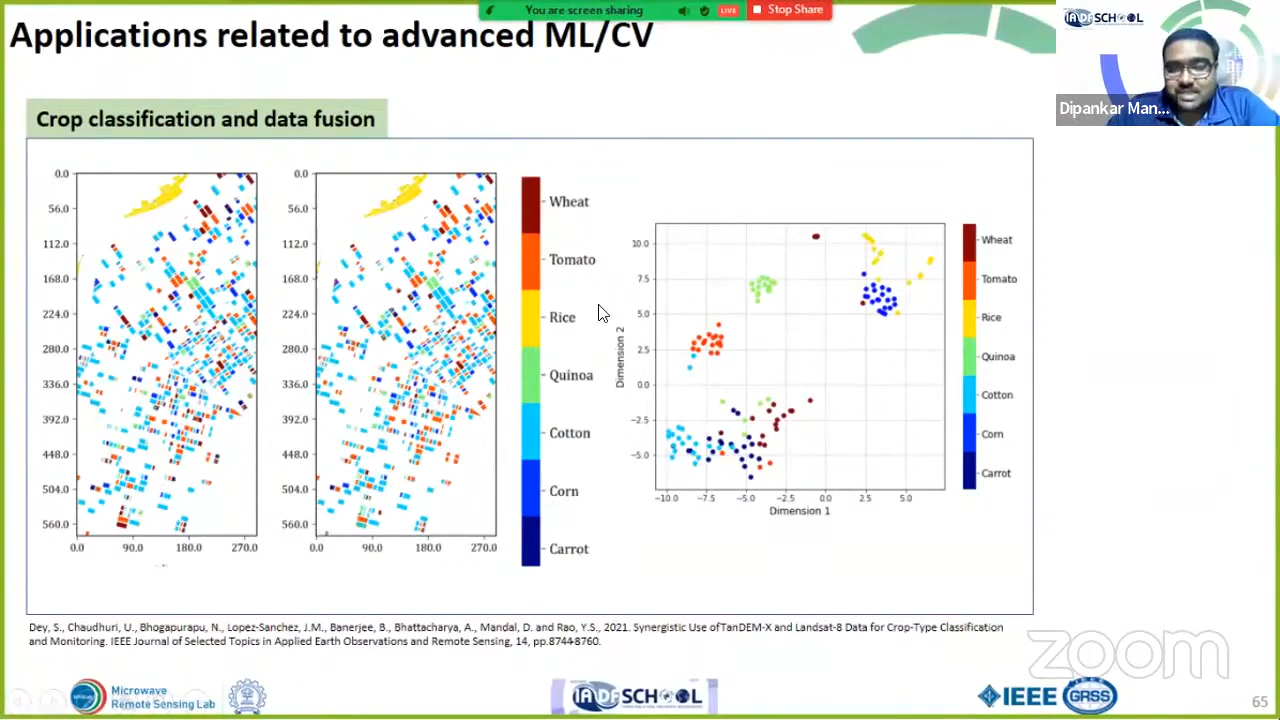 You are screen sharing
LIVE
Stop Share
Applications related to advanced ML/CV
SCHOOL
Dipankar Man...
Crop classification and data fusion
0.0
56.0
112.0
168.0
224.0
280.0
336.0
392.0
448.0
504.0
560.0
0.0 90.0 180.0 270.0
0.0
56.0
112.0
168.0
224.0
280.0
336.0
392.0
448.0
504.0
560.0
0.0 90.0 180.0 270.0
Wheat
Tomato
Rice
Quinoa
Cotton
Corn
Carrot
Dimension 2
10.0
7.5
5.0
2.5
0.0
−2.5
−5.0
−10.0 −7.5 −5.0 −2.5 0.0 2.5 5.0
Dimension 1
Wheat
Tomato
Rice
Quinoa
Cotton
Corn
Carrot
Dey, S., Chaudhuri, U., Bhogapurapu, N., Lopez-Sanchez, J.M., Banerjee, B., Bhattacharya, A., Mandal, D. and Rao, Y.S., 2021. Synergistic Use of TanDEM-X and Landsat-8 Data for Crop-Type Classification
and Monitoring. IEEE Journal of Selected Topics in Applied Earth Observations and Remote Sensing, 14, pp.8744-8760.
zoom
Microwave
Remote Sensing Lab
SCHOOL
IEEE GRSS
65